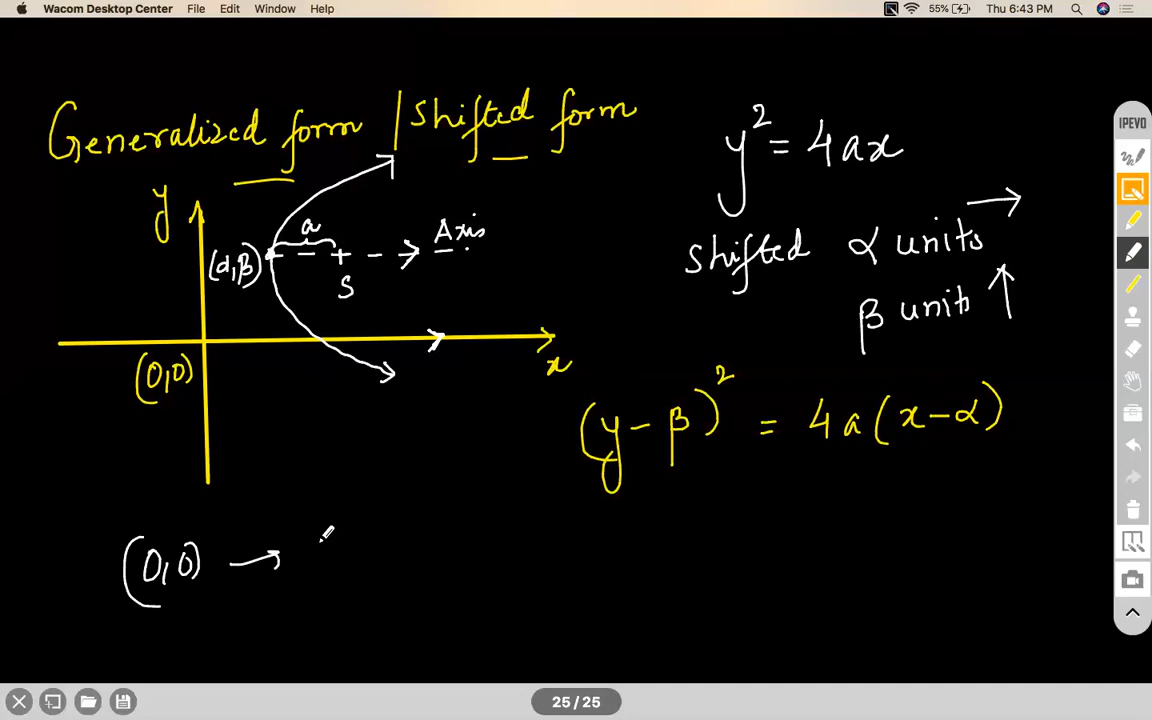 Wacom Desktop Center File Edit Window Help 55% Thu 6:43 PM
Generalized form / Shifted form
y² = 4ax
IPEVO
y
a
Axis
(α,β)
S
shifted α units →
β unit ↑
(0,0)
x
(y-β)² = 4a(x-α)
(0,0) →
25 / 25